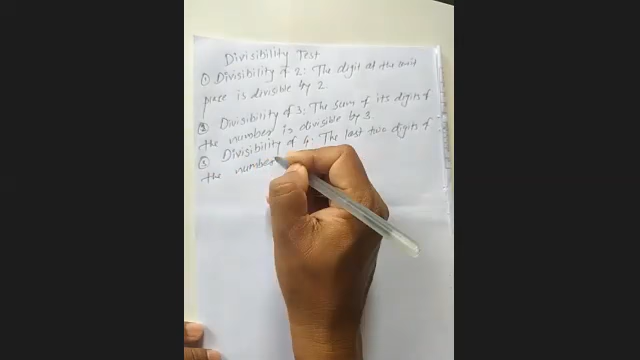 Divisibility Test
① Divisibility of 2: The digit at the unit
place is divisible by 2.
② Divisibility of 3: The sum of its digits of
the number is divisible by 3.
③ Divisibility of 4: The last two digits of
the number